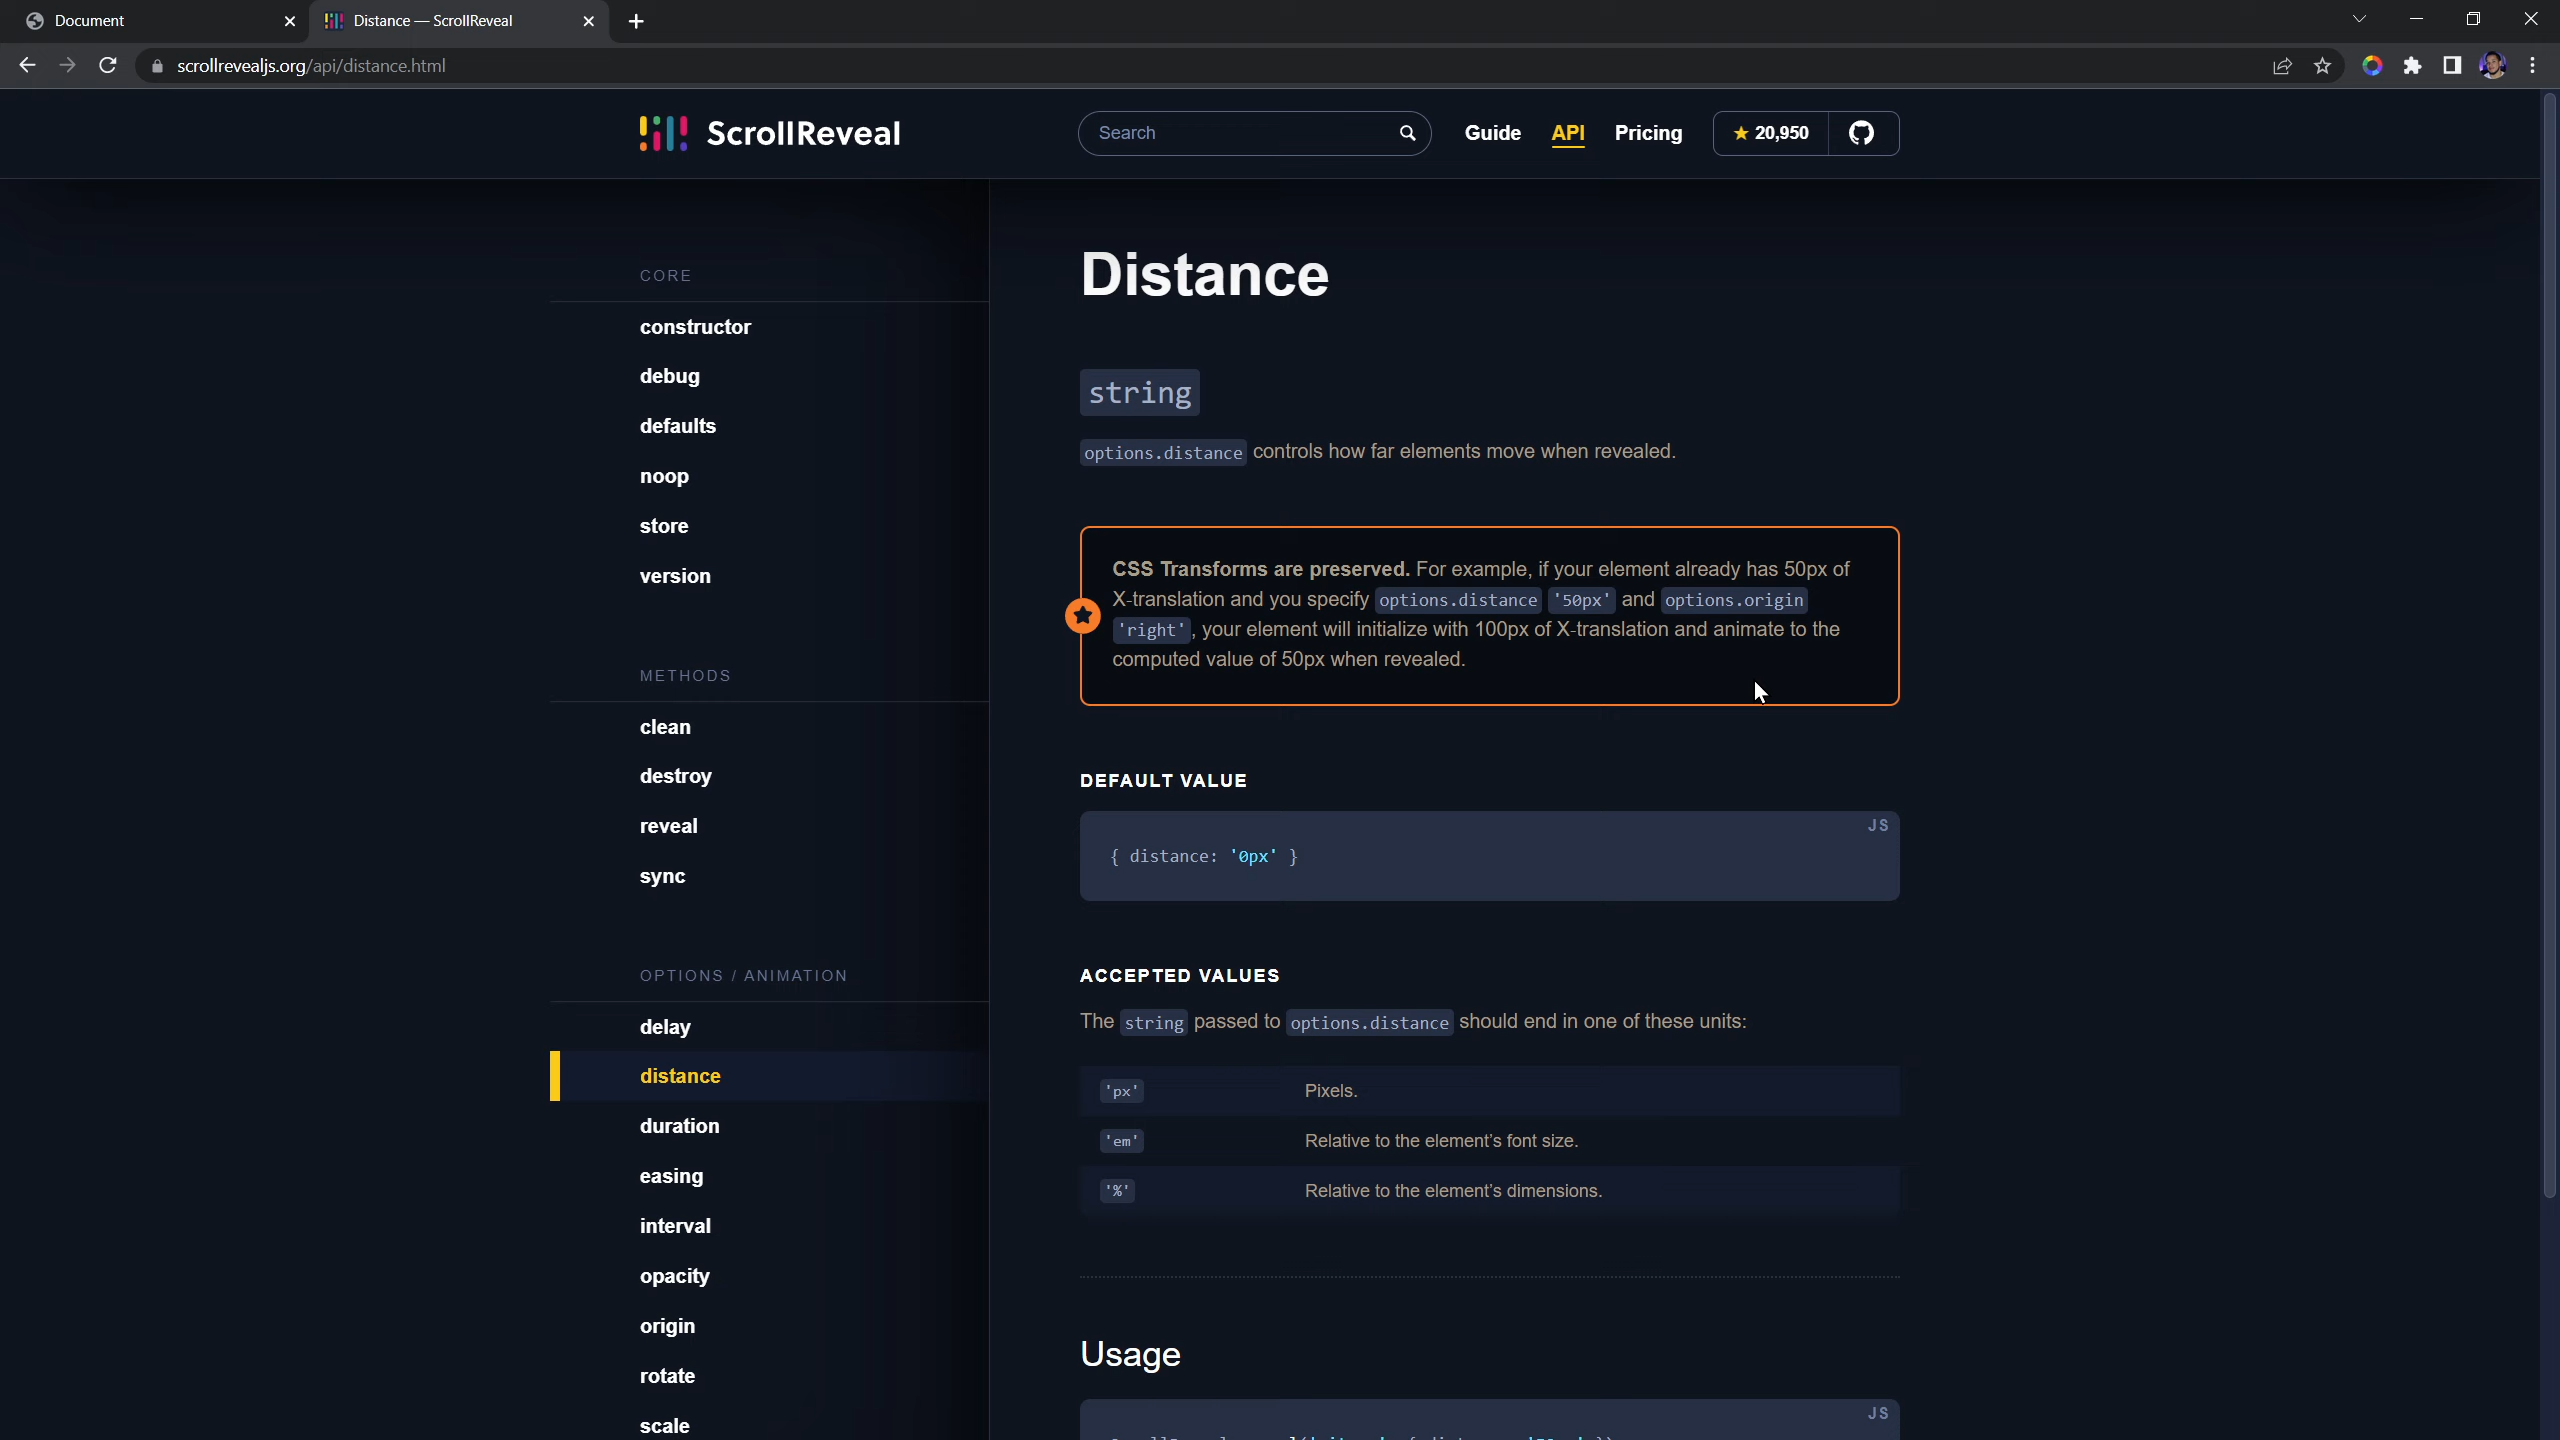 Document
Distance — ScrollReveal
scrollrevealjs.org/api/distance.html
ScrollReveal
Search
Guide
API
Pricing
★ 20,950
CORE
constructor
debug
defaults
noop
store
version
METHODS
clean
destroy
reveal
sync
OPTIONS / ANIMATION
delay
distance
duration
easing
interval
opacity
origin
rotate
scale
Distance
string
options.distance controls how far elements move when revealed.
CSS Transforms are preserved. For example, if your element already has 50px of
X-translation and you specify options.distance '50px' and options.origin
'right', your element will initialize with 100px of X-translation and animate to the
computed value of 50px when revealed.
DEFAULT VALUE
JS
{ distance: '0px' }
ACCEPTED VALUES
The string passed to options.distance should end in one of these units:
'px' Pixels.
'em' Relative to the element’s font size.
'%' Relative to the element’s dimensions.
Usage
JS